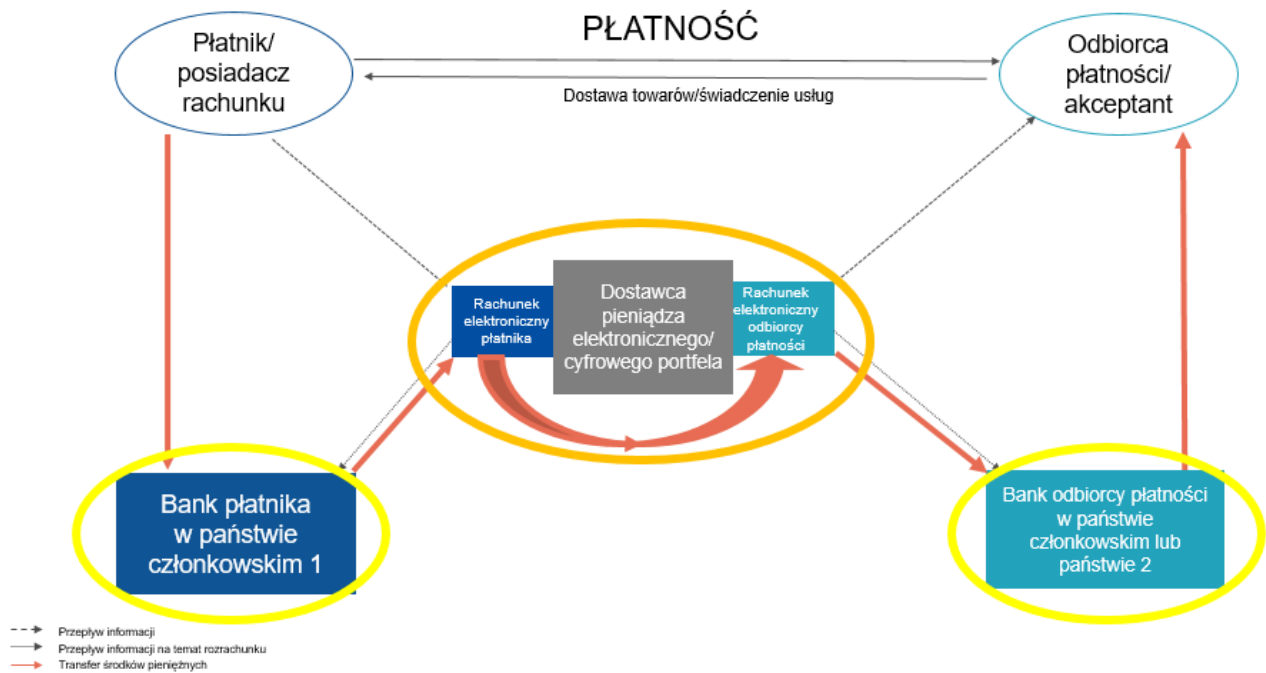 PŁATNOŚĆ
Płatnik/
posiadacz
rachunku
Odbiorca
płatności/
akceptant
Dostawa towarów/świadczenie usług
Rachunek
elektroniczny
płatnika
Dostawca
pieniądza
elektronicznego/
cyfrowego portfela
Rachunek
elektroniczny
odbiorcy
płatności
Bank płatnika
w państwie
członkowskim 1
Bank odbiorcy płatności
w państwie
członkowskim lub
państwie 2
Przepływ informacji
Przepływ informacji na temat rozrachunku
Transfer środków pieniężnych